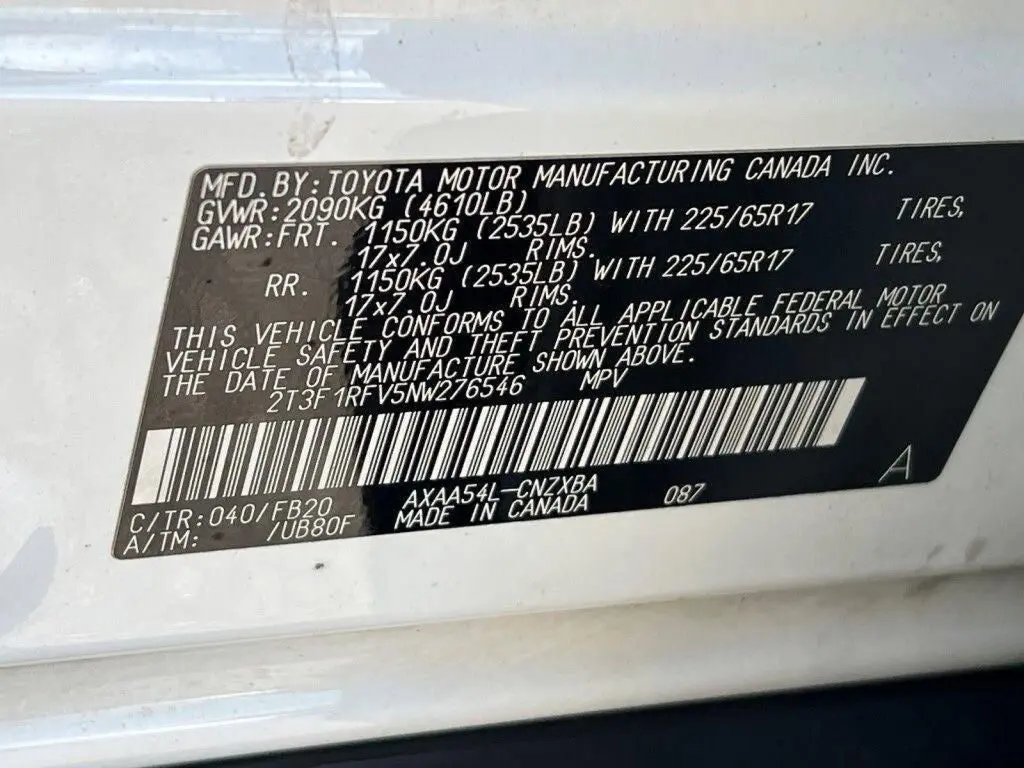 MFD.BY:TOYOTA MOTOR MANUFACTURING CANADA INC.
GVWR:2090KG (4610LB)
GAWR:FRT. 1150KG (2535LB) WITH 225/65R17 TIRES,
17x7.0J RIMS.
RR. 1150KG (2535LB) WITH 225/65R17 TIRES,
17x7.0J RIMS.
THIS VEHICLE CONFORMS TO ALL APPLICABLE FEDERAL MOTOR
VEHICLE SAFETY AND THEFT PREVENTION STANDARDS IN EFFECT ON
THE DATE OF MANUFACTURE SHOWN ABOVE.
2T3F1RFV5NW276546 MPV
C/TR:040/FB20 AXAA54L-CNZXBA 087 A
A/TM: /UB80F MADE IN CANADA